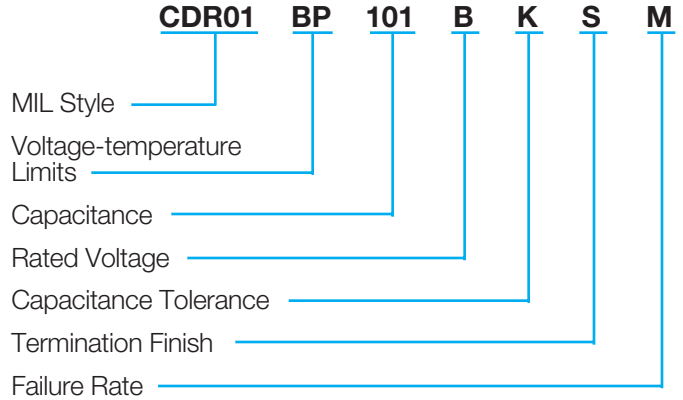 CDR01 BP 101 B K S M
MIL Style
Voltage-temperature
Limits
Capacitance
Rated Voltage
Capacitance Tolerance
Termination Finish
Failure Rate